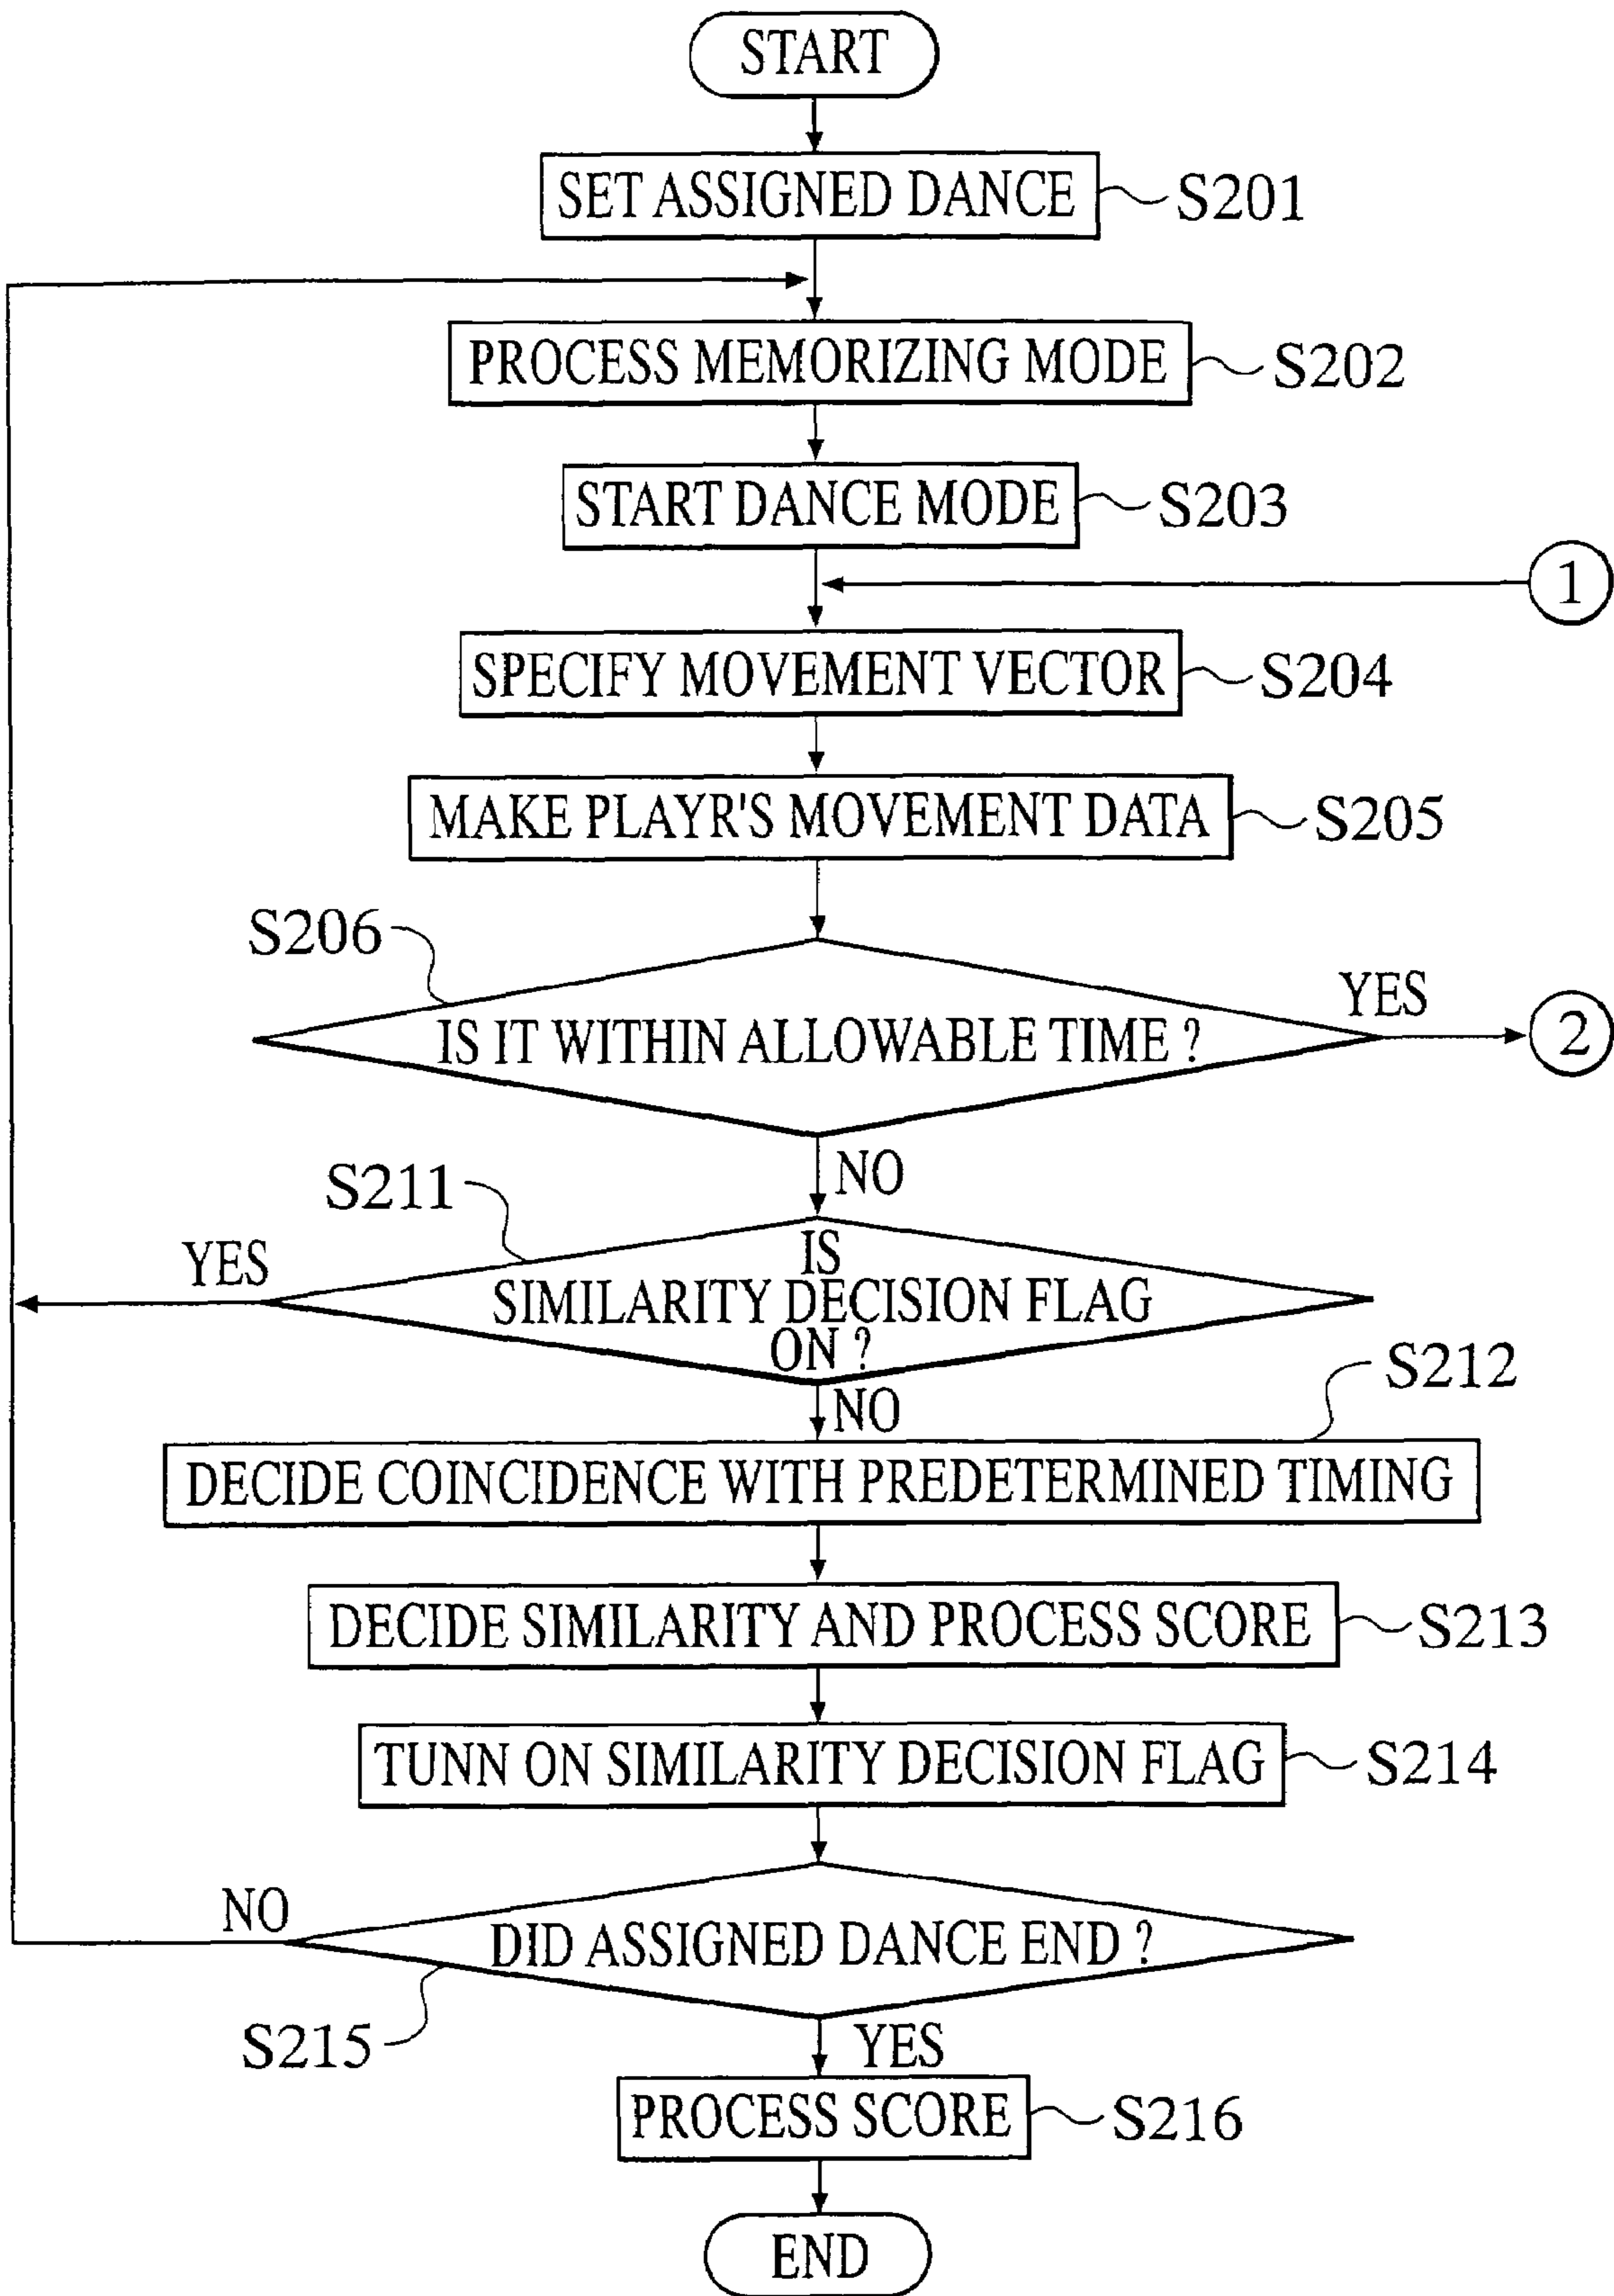 START
SET ASSIGNED DANCE
S201
PROCESS MEMORIZING MODE
S202
START DANCE MODE
S203
1
SPECIFY MOVEMENT VECTOR
S204
MAKE PLAYR'S MOVEMENT DATA
S205
S206
IS IT WITHIN ALLOWABLE TIME ?
YES
2
NO
S211
YES
IS
SIMILARITY DECISION FLAG
ON ?
NO
S212
DECIDE COINCIDENCE WITH PREDETERMINED TIMING
DECIDE SIMILARITY AND PROCESS SCORE
S213
TUNN ON SIMILARITY DECISION FLAG
S214
NO
DID ASSIGNED DANCE END ?
S215
YES
PROCESS SCORE
S216
END